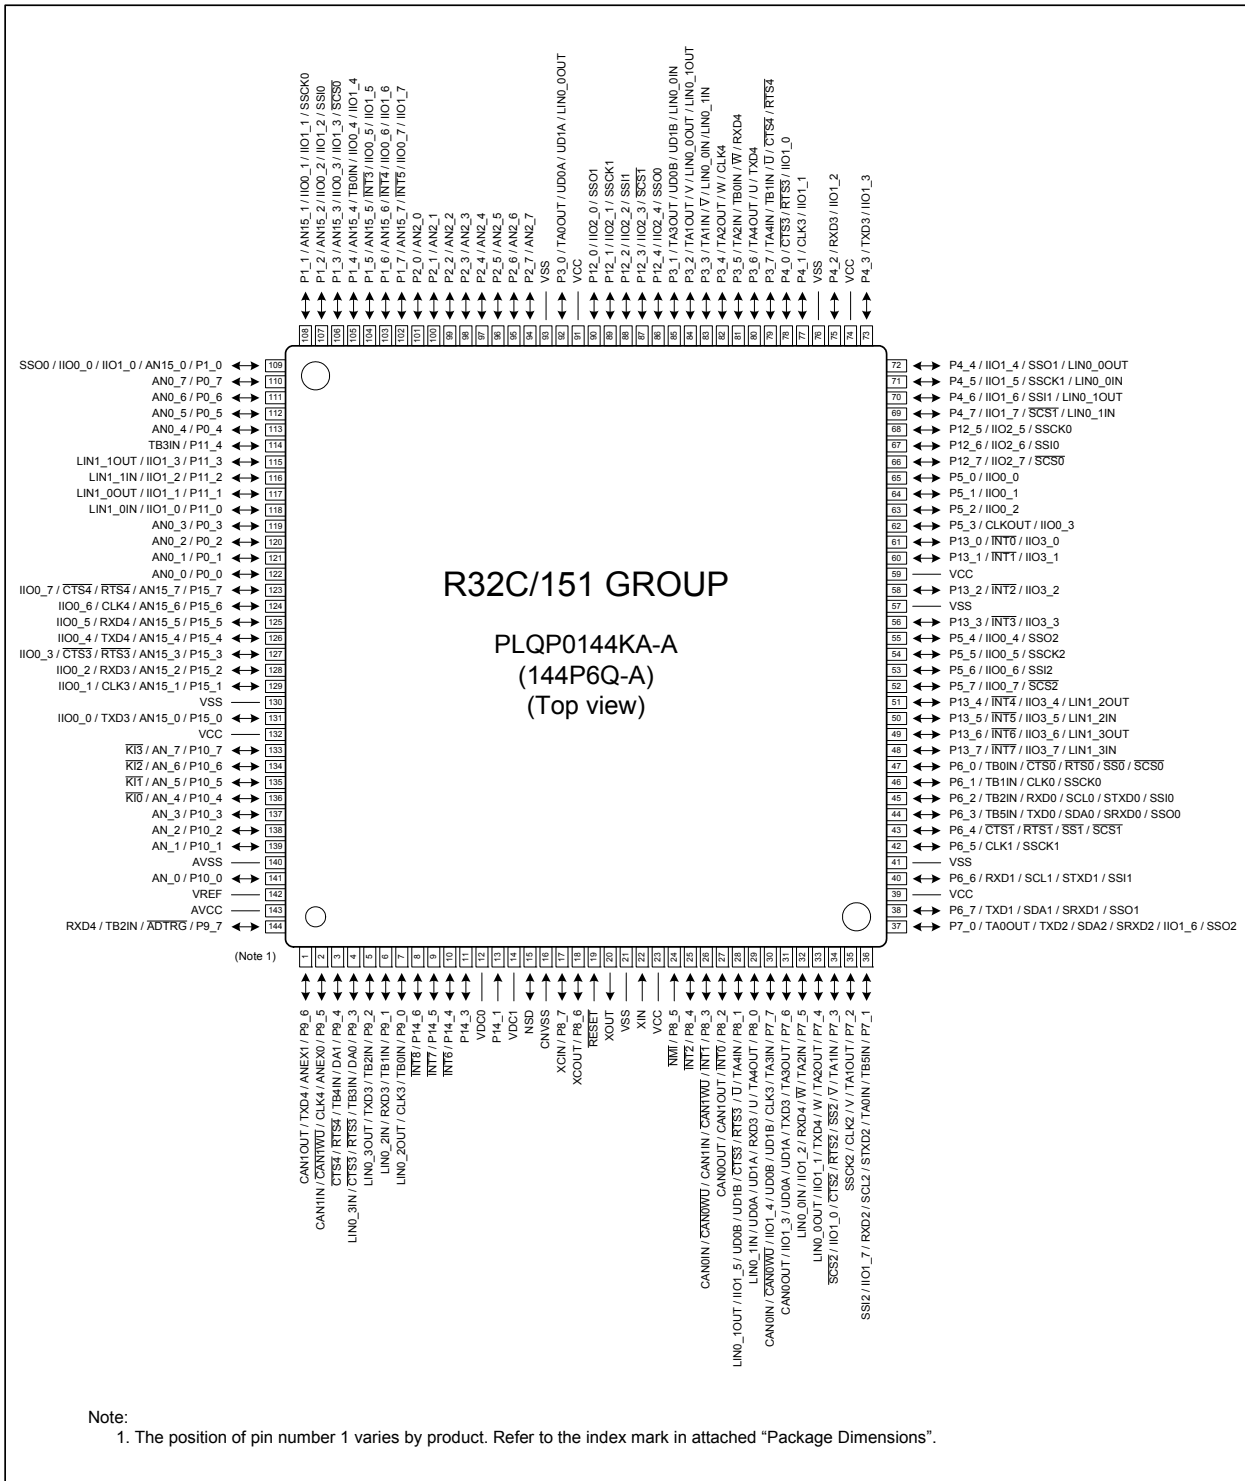 P1_1 / AN15_1 / IIO0_1 / IIO1_1 / SSCK0
P1_2 / AN15_2 / IIO0_2 / IIO1_2 / SSI0
P1_3 / AN15_3 / IIO0_3 / IIO1_3 / SCS0
P1_4 / AN15_4 / TB0IN / IIO0_4 / IIO1_4
P1_5 / AN15_5 / INT3 / IIO0_5 / IIO1_5
P1_6 / AN15_6 / INT4 / IIO0_6 / IIO1_6
P1_7 / AN15_7 / INT5 / IIO0_7 / IIO1_7
P2_0 / AN2_0
P2_1 / AN2_1
P2_2 / AN2_2
P2_3 / AN2_3
P2_4 / AN2_4
P2_5 / AN2_5
P2_6 / AN2_6
P2_7 / AN2_7
VSS
P3_0 / TA0OUT / UD0A / UD1A / LIN0_0OUT
VCC
P12_0 / IIO2_0 / SSO1
P12_1 / IIO2_1 / SSCK1
P12_2 / IIO2_2 / SSI1
P12_3 / IIO2_3 / SCS1
P12_4 / IIO2_4 / SSO0
P3_1 / TA3OUT / UD0B / UD1B / LIN0_0IN
P3_2 / TA1OUT / V / LIN0_0OUT / LIN0_1OUT
P3_3 / TA1IN / V / LIN0_0IN / LIN0_1IN
P3_4 / TA2OUT / W / CLK4
P3_5 / TA2IN / TB0IN / W / RXD4
P3_6 / TA4OUT / U / TXD4
P3_7 / TA4IN / TB1IN / U / CTS4 / RTS4
P4_0 / CTS3 / RTS3 / IIO1_0
P4_1 / CLK3 / IIO1_1
VSS
P4_2 / RXD3 / IIO1_2
VCC
P4_3 / TXD3 / IIO1_3
108 107 106 105 104 103 102 101 100 99 98 97 96 95 94 93 92 91 90 89 88 87 86 85 84 83 82 81 80 79 78 77 76 75 74 73
SSO0 / IIO0_0 / IIO1_0 / AN15_0 / P1_0 109
AN0_7 / P0_7 110
AN0_6 / P0_6 111
AN0_5 / P0_5 112
AN0_4 / P0_4 113
TB3IN / P11_4 114
LIN1_1OUT / IIO1_3 / P11_3 115
LIN1_1IN / IIO1_2 / P11_2 116
LIN1_0OUT / IIO1_1 / P11_1 117
LIN1_0IN / IIO1_0 / P11_0 118
AN0_3 / P0_3 119
AN0_2 / P0_2 120
AN0_1 / P0_1 121
AN0_0 / P0_0 122
IIO0_7 / CTS4 / RTS4 / AN15_7 / P15_7 123
IIO0_6 / CLK4 / AN15_6 / P15_6 124
IIO0_5 / RXD4 / AN15_5 / P15_5 125
IIO0_4 / TXD4 / AN15_4 / P15_4 126
IIO0_3 / CTS3 / RTS3 / AN15_3 / P15_3 127
IIO0_2 / RXD3 / AN15_2 / P15_2 128
IIO0_1 / CLK3 / AN15_1 / P15_1 129
VSS 130
IIO0_0 / TXD3 / AN15_0 / P15_0 131
VCC 132
KI3 / AN_7 / P10_7 133
KI2 / AN_6 / P10_6 134
KI1 / AN_5 / P10_5 135
KI0 / AN_4 / P10_4 136
AN_3 / P10_3 137
AN_2 / P10_2 138
AN_1 / P10_1 139
AVSS 140
AN_0 / P10_0 141
VREF 142
AVCC 143
RXD4 / TB2IN / ADTRG / P9_7 144
R32C/151 GROUP
PLQP0144KA-A
(144P6Q-A)
(Top view)
72 P4_4 / IIO1_4 / SSO1 / LIN0_0OUT
71 P4_5 / IIO1_5 / SSCK1 / LIN0_0IN
70 P4_6 / IIO1_6 / SSI1 / LIN0_1OUT
69 P4_7 / IIO1_7 / SCS1 / LIN0_1IN
68 P12_5 / IIO2_5 / SSCK0
67 P12_6 / IIO2_6 / SSI0
66 P12_7 / IIO2_7 / SCS0
65 P5_0 / IIO0_0
64 P5_1 / IIO0_1
63 P5_2 / IIO0_2
62 P5_3 / CLKOUT / IIO0_3
61 P13_0 / INT0 / IIO3_0
60 P13_1 / INT1 / IIO3_1
59 VCC
58 P13_2 / INT2 / IIO3_2
57 VSS
56 P13_3 / INT3 / IIO3_3
55 P5_4 / IIO0_4 / SSO2
54 P5_5 / IIO0_5 / SSCK2
53 P5_6 / IIO0_6 / SSI2
52 P5_7 / IIO0_7 / SCS2
51 P13_4 / INT4 / IIO3_4 / LIN1_2OUT
50 P13_5 / INT5 / IIO3_5 / LIN1_2IN
49 P13_6 / INT6 / IIO3_6 / LIN1_3OUT
48 P13_7 / INT7 / IIO3_7 / LIN1_3IN
47 P6_0 / TB0IN / CTS0 / RTS0 / SS0 / SCS0
46 P6_1 / TB1IN / CLK0 / SSCK0
45 P6_2 / TB2IN / RXD0 / SCL0 / STXD0 / SSI0
44 P6_3 / TB5IN / TXD0 / SDA0 / SRXD0 / SSO0
43 P6_4 / CTS1 / RTS1 / SS1 / SCS1
42 P6_5 / CLK1 / SSCK1
41 VSS
40 P6_6 / RXD1 / SCL1 / STXD1 / SSI1
39 VCC
38 P6_7 / TXD1 / SDA1 / SRXD1 / SSO1
37 P7_0 / TA0OUT / TXD2 / SDA2 / SRXD2 / IIO1_6 / SSO2
(Note 1)
1 2 3 4 5 6 7 8 9 10 11 12 13 14 15 16 17 18 19 20 21 22 23 24 25 26 27 28 29 30 31 32 33 34 35 36
CAN1OUT / TXD4 / ANEX1 / P9_6
CAN1IN / CAN1WU / CLK4 / ANEX0 / P9_5
CTS4 / RTS4 / TB4IN / DA1 / P9_4
LIN0_3IN / CTS3 / RTS3 / TB3IN / DA0 / P9_3
LIN0_3OUT / TXD3 / TB2IN / P9_2
LIN0_2IN / RXD3 / TB1IN / P9_1
LIN0_2OUT / CLK3 / TB0IN / P9_0
INT8 / P14_6
INT7 / P14_5
INT6 / P14_4
P14_3
VDC0
P14_1
VDC1
NSD
CNVSS
XCIN / P8_7
XCOUT / P8_6
RESET
XOUT
VSS
XIN
VCC
NMI / P8_5
INT2 / P8_4
CAN0IN / CAN0WU / CAN1IN / CAN1WU / INT1 / P8_3
CAN0OUT / CAN1OUT / INT0 / P8_2
LIN0_1OUT / IIO1_5 / UD0B / UD1B / CTS3 / RTS3 / U / TA4IN / P8_1
LIN0_1IN / UD0A / UD1A / RXD3 / U / TA4OUT / P8_0
CAN0IN / CAN0WU / IIO1_4 / UD0B / UD1B / CLK3 / TA3IN / P7_7
CAN0OUT / IIO1_3 / UD0A / UD1A / TXD3 / TA3OUT / P7_6
LIN0_0IN / IIO1_2 / RXD4 / W / TA2IN / P7_5
LIN0_0OUT / IIO1_1 / TXD4 / W / TA2OUT / P7_4
SCS2 / IIO1_0 / CTS2 / RTS2 / SS2 / V / TA1IN / P7_3
SSCK2 / CLK2 / V / TA1OUT / P7_2
SSI2 / IIO1_7 / RXD2 / SCL2 / STXD2 / TA0IN / TB5IN / P7_1
Note:
1. The position of pin number 1 varies by product. Refer to the index mark in attached “Package Dimensions”.